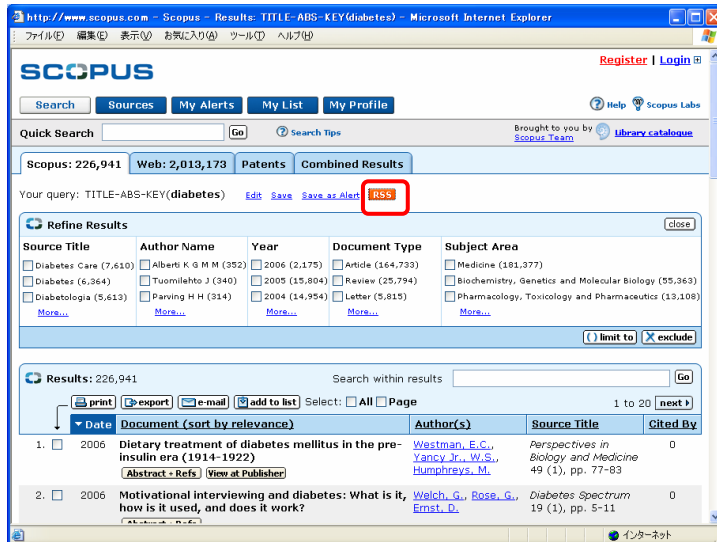 http://www.scopus.com - Scopus - Results: TITLE-ABS-KEY(diabetes) - Microsoft Internet Explorer
ファイル(F) 編集(E) 表示(V) お気に入り(A) ツール(T) ヘルプ(H)
Register | Login
SCOPUS
Search Sources My Alerts My List My Profile Help Scopus Labs
Quick Search Go Search Tips Brought to you by Scopus Team Library catalogue
Scopus: 226,941 Web: 2,013,173 Patents Combined Results
Your query: TITLE-ABS-KEY(diabetes) Edit Save Save as Alert RSS
Refine Results close
Source Title Author Name Year Document Type Subject Area
Diabetes Care (7,610) Alberti K G M M (352) 2006 (2,175) Article (164,733) Medicine (181,377)
Diabetes (6,364) Tuomilehto J (340) 2005 (15,804) Review (25,794) Biochemistry, Genetics and Molecular Biology (55,363)
Diabetologia (5,613) Parving H H (314) 2004 (14,954) Letter (5,815) Pharmacology, Toxicology and Pharmaceutics (13,108)
More... More... More... More... More...
limit to exclude
Results: 226,941 Search within results Go
print export e-mail add to list Select: All Page 1 to 20 next
Date Document (sort by relevance) Author(s) Source Title Cited By
1. 2006 Dietary treatment of diabetes mellitus in the pre- Westman, E.C., Perspectives in 0
insulin era (1914-1922) Yancy Jr., W.S., Biology and Medicine
Abstract + Refs View at Publisher Humphreys, M. 49 (1), pp. 77-83
2. 2006 Motivational interviewing and diabetes: What is it, Welch, G., Rose, G., Diabetes Spectrum 0
how is it used, and does it work? Ernst, D. 19 (1), pp. 5-11
Abstract + Refs
インターネット